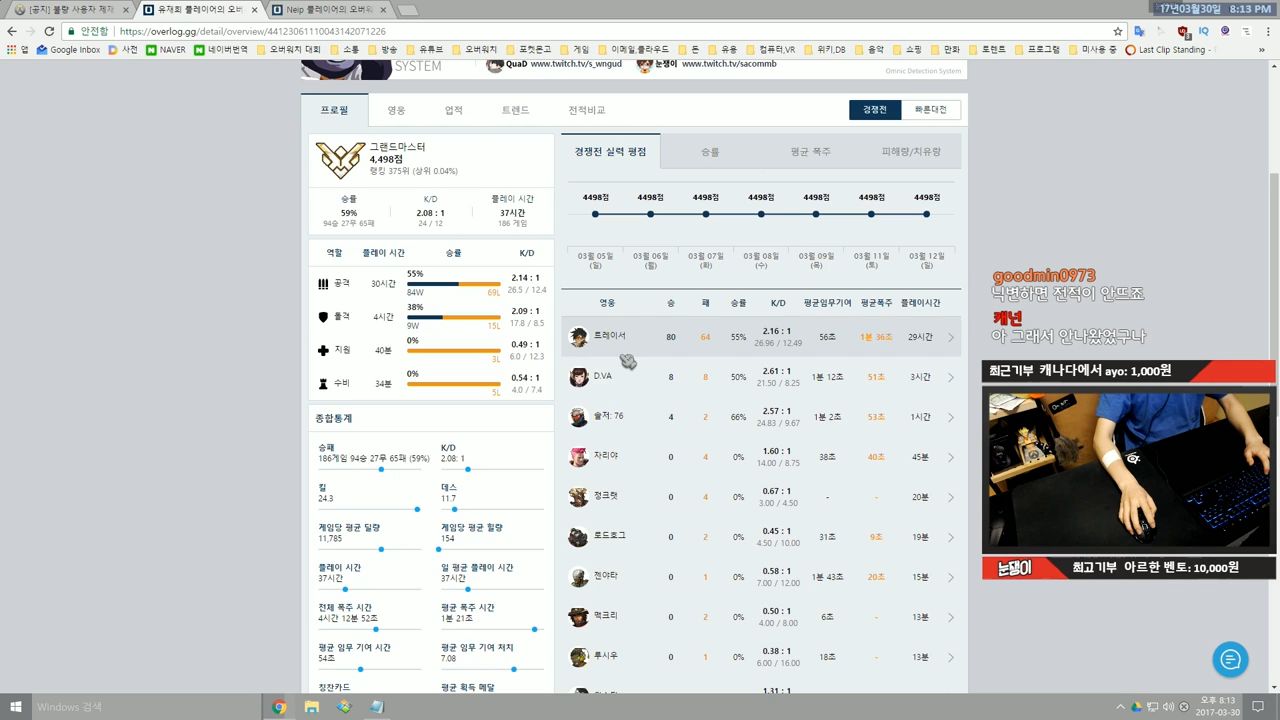 [공지] 불량 사용자 제재
유재희 플레이어의 오버
Neip 플레이어의 오버워
17년03월30일 8:13 PM
안전함 https://overlog.gg/detail/overview/44123061110043142071226
앱 Google Inbox 사전 NAVER 네이버번역 오버워치 대회 소통 방송 유튜브 오버워치 포켓몬고 게임 이메일,클라우드 돈 유용 컴퓨터,VR 위키,D 음악 쇼핑 만화 토렌트 프로그램 미사용 중 Last Clip Standing -
SYSTEM
QuaD www.twitch.tv/s_wngud 눈쟁이 www.twitch.tv/sacommb
Omnic Detection System
프로필 영웅 업적 트렌드 전적비교
경쟁전 빠른대전
그랜드마스터
4,498점
랭킹 375위 (상위 0.04%)
승률 K/D 플레이 시간
59% 2.08 : 1 37시간
94승 27무 65패 24 / 12 186 게임
역할 플레이 시간 승률 K/D
공격 30시간 55% 84W 69L 2.14 : 1 26.5 / 12.4
돌격 4시간 38% 9W 15L 2.09 : 1 17.8 / 8.5
지원 40분 0% 3L 0.49 : 1 6.0 / 12.3
수비 34분 0% 5L 0.54 : 1 4.0 / 7.4
종합통계
승패 K/D
186게임 94승 27무 65패 (59%) 2.08: 1
킬 데스
24.3 11.7
게임당 평균 딜량 게임당 평균 힐량
11,785 154
플레이 시간 일 평균 플레이 시간
37시간 37시간
전체 폭주 시간 평균 폭주 시간
4시간 12분 52초 1분 21초
평균 임무 기여 시간 평균 임무 기여 처치
54초 7.08
칭찬카드 평균 획득 메달
경쟁전 실력 평점 승률 평균 폭주 피해량/치유량
4498점 4498점 4498점 4498점 4498점 4498점 4498점
03월 05일 03월 06일 03월 07일 03월 08일 03월 09일 03월 11일 03월 12일
(일) (월) (화) (수) (목) (토) (일)
영웅 승 패 승률 K/D 평균임무기여 평균폭주 플레이시간
트레이서 80 64 55% 2.16 : 1 26.96 / 12.49 56초 1분 36초 29시간
D.VA 8 8 50% 2.61 : 1 21.50 / 8.25 1분 12초 51초 3시간
솔저: 76 4 2 66% 2.57 : 1 24.83 / 9.67 1분 2초 53초 1시간
자리야 0 4 0% 1.60 : 1 14.00 / 8.75 38초 40초 45분
정크랫 0 4 0% 0.67 : 1 3.00 / 4.50 - - 20분
로드호그 0 2 0% 0.45 : 1 4.50 / 10.00 31초 9초 19분
젠야타 0 1 0% 0.58 : 1 7.00 / 12.00 1분 43초 20초 15분
맥크리 0 2 0% 0.50 : 1 4.00 / 8.00 6초 - 13분
루시우 0 1 0% 0.38 : 1 6.00 / 16.00 18초 - 13분
1.31 : 1
goodmin0973
닉변하면 전적이 안뜨죠
캐넌
아 그래서 안나왔었구나
최근기부 캐나다에서 ayo: 1,000원
눈쟁이 최고기부 아르한 벤토: 10,000원
Windows 검색
오후 8:13
2017-03-30